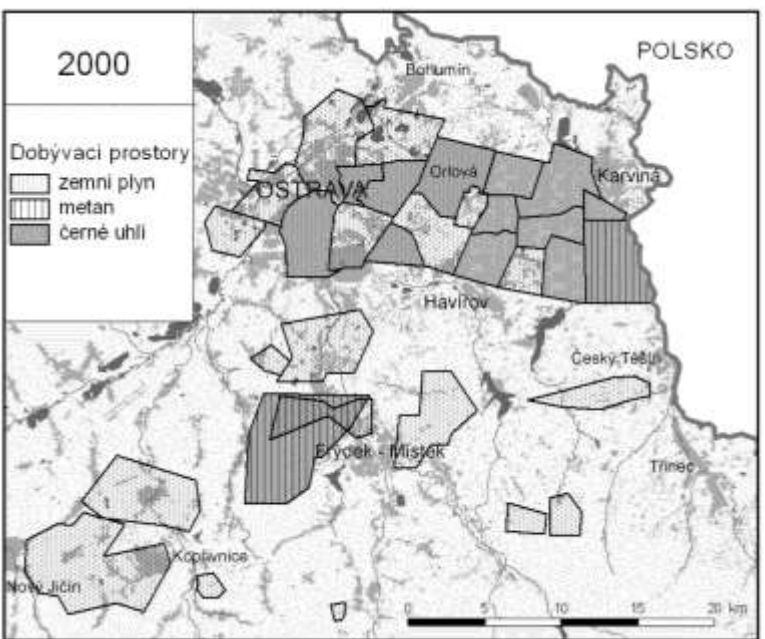 2000
POLSKO
Bohumín
Dobývací prostory
zemní plyn
metan
černé uhlí
OSTRAVA
Orlová
Karviná
Havířov
Český Těšín
Frýdek - Místek
Třinec
Kopřivnice
Nový Jičín
0 5 10 15 20 km